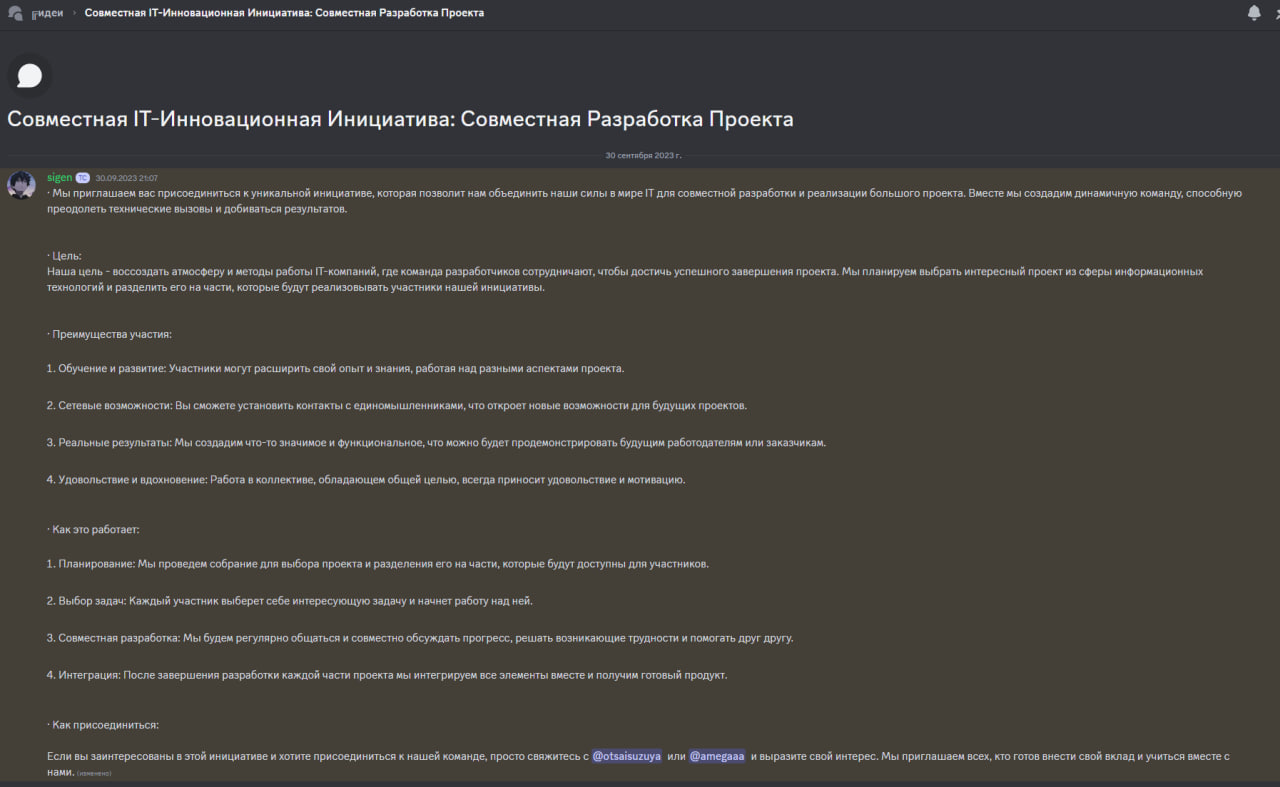 идеи › Совместная IT-Инновационная Инициатива: Совместная Разработка Проекта
Совместная IT-Инновационная Инициатива: Совместная Разработка Проекта
30 сентября 2023 г.
sigen TC 30.09.2023 21:07
· Мы приглашаем вас присоединиться к уникальной инициативе, которая позволит нам объединить наши силы в мире IT для совместной разработки и реализации большого проекта. Вместе мы создадим динамичную команду, способную
преодолеть технические вызовы и добиваться результатов.
· Цель:
Наша цель - воссоздать атмосферу и методы работы IT-компаний, где команда разработчиков сотрудничают, чтобы достичь успешного завершения проекта. Мы планируем выбрать интересный проект из сферы информационных
технологий и разделить его на части, которые будут реализовывать участники нашей инициативы.
· Преимущества участия:
1. Обучение и развитие: Участники могут расширить свой опыт и знания, работая над разными аспектами проекта.
2. Сетевые возможности: Вы сможете установить контакты с единомышленниками, что откроет новые возможности для будущих проектов.
3. Реальные результаты: Мы создадим что-то значимое и функциональное, что можно будет продемонстрировать будущим работодателям или заказчикам.
4. Удовольствие и вдохновение: Работа в коллективе, обладающем общей целью, всегда приносит удовольствие и мотивацию.
· Как это работает:
1. Планирование: Мы проведем собрание для выбора проекта и разделения его на части, которые будут доступны для участников.
2. Выбор задач: Каждый участник выберет себе интересующую задачу и начнет работу над ней.
3. Совместная разработка: Мы будем регулярно общаться и совместно обсуждать прогресс, решать возникающие трудности и помогать друг другу.
4. Интеграция: После завершения разработки каждой части проекта мы интегрируем все элементы вместе и получим готовый продукт.
· Как присоединиться:
Если вы заинтересованы в этой инициативе и хотите присоединиться к нашей команде, просто свяжитесь с @otsaisuzuya или @amegaaa и выразите свой интерес. Мы приглашаем всех, кто готов внести свой вклад и учиться вместе с
нами. (изменено)